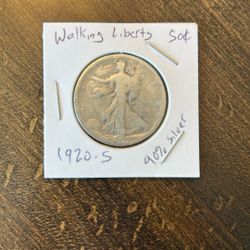 Walking Liberty 50¢
1920-S
90% silver